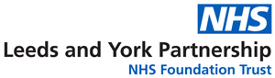 NHS
Leeds and York Partnership
NHS Foundation Trust